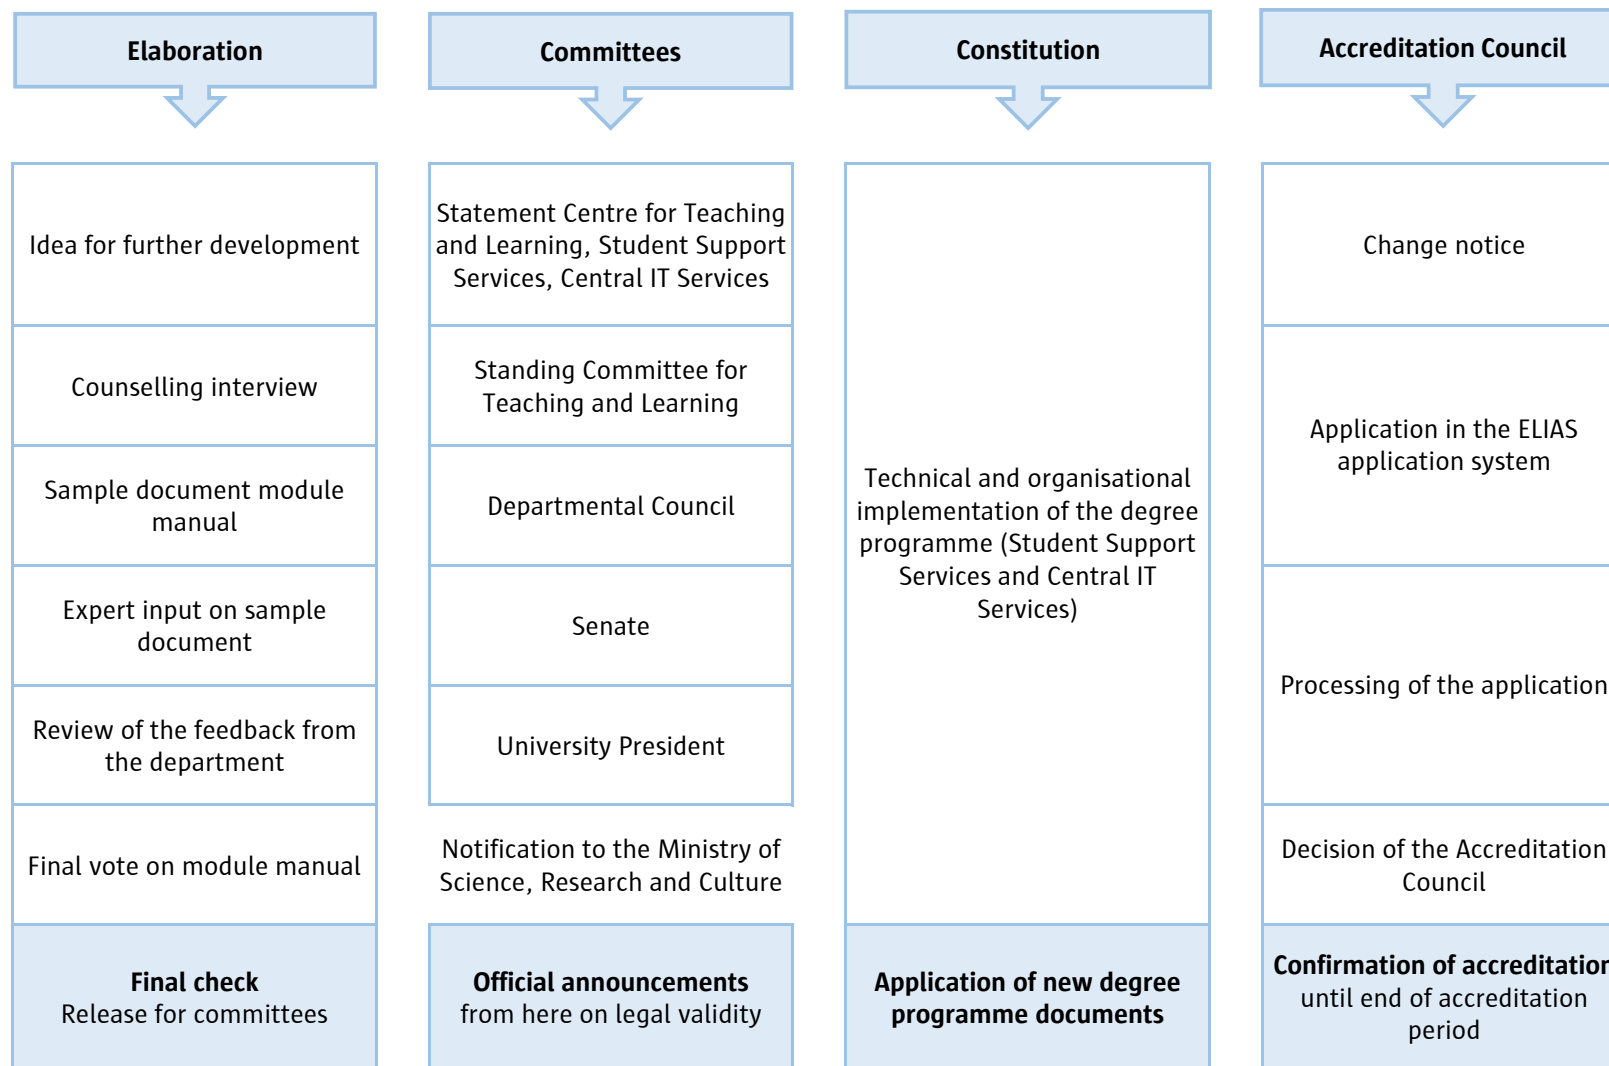 Elaboration
Committees
Constitution
Accreditation Council
Idea for further development
Counselling interview
Sample document module
manual
Expert input on sample
document
Review of the feedback from
the department
Final vote on module manual
Final check
Release for committees
Statement Centre for Teaching
and Learning, Student Support
Services, Central IT Services
Standing Committee for
Teaching and Learning
Departmental Council
Senate
University President
Notification to the Ministry of
Science, Research and Culture
Official announcements
from here on legal validity
Technical and organisational
implementation of the degree
programme (Student Support
Services and Central IT
Services)
Application of new degree
programme documents
Change notice
Application in the ELIAS
application system
Processing of the application
Decision of the Accreditation
Council
Confirmation of accreditation
until end of accreditation
period